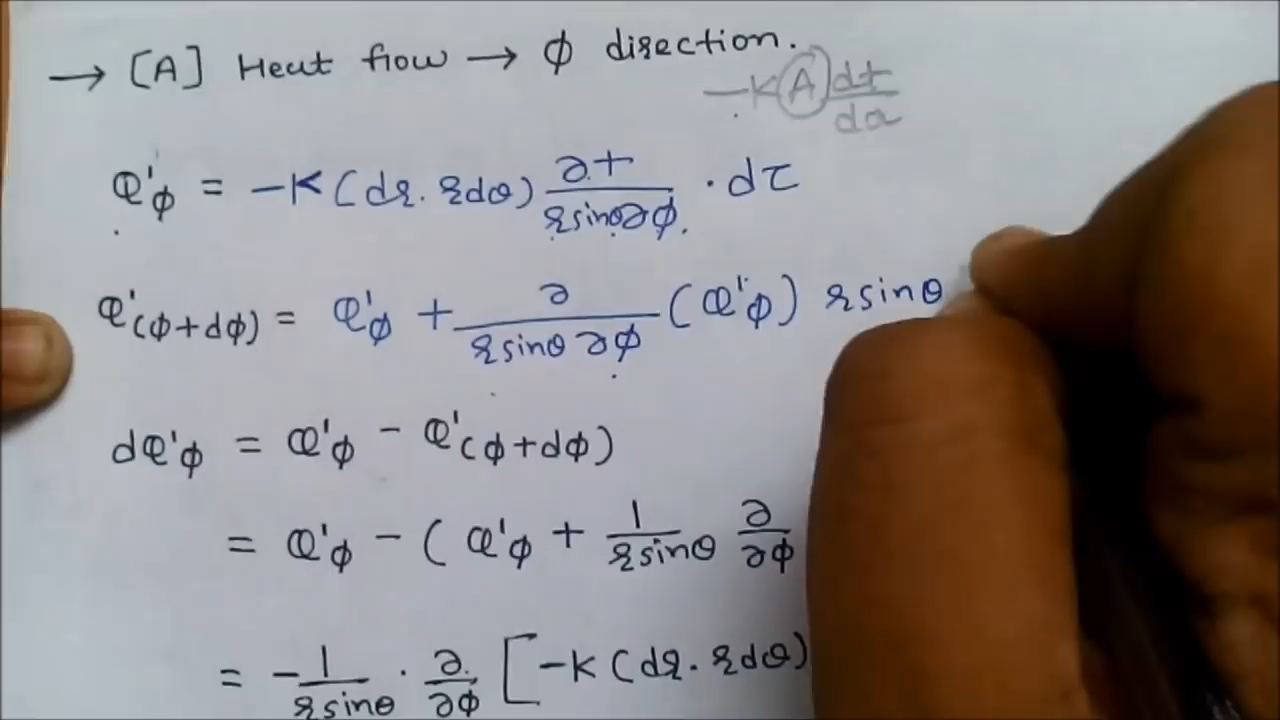 → [A] Heat flow → ϕ direction.
-K(A) dt/dx
Q'ϕ = -K (dr. rdθ) ∂t/(r sinθ ∂ϕ) . dτ
Q'(ϕ+dϕ) = Q'ϕ + ∂/(r sinθ ∂ϕ) (Q'ϕ) r sinθ
dQ'ϕ = Q'ϕ - Q'(ϕ+dϕ)
= Q'ϕ - ( Q'ϕ + 1/(r sinθ) ∂/∂ϕ
= -1/(r sinθ) . ∂/∂ϕ [ -K (dr. rdθ)